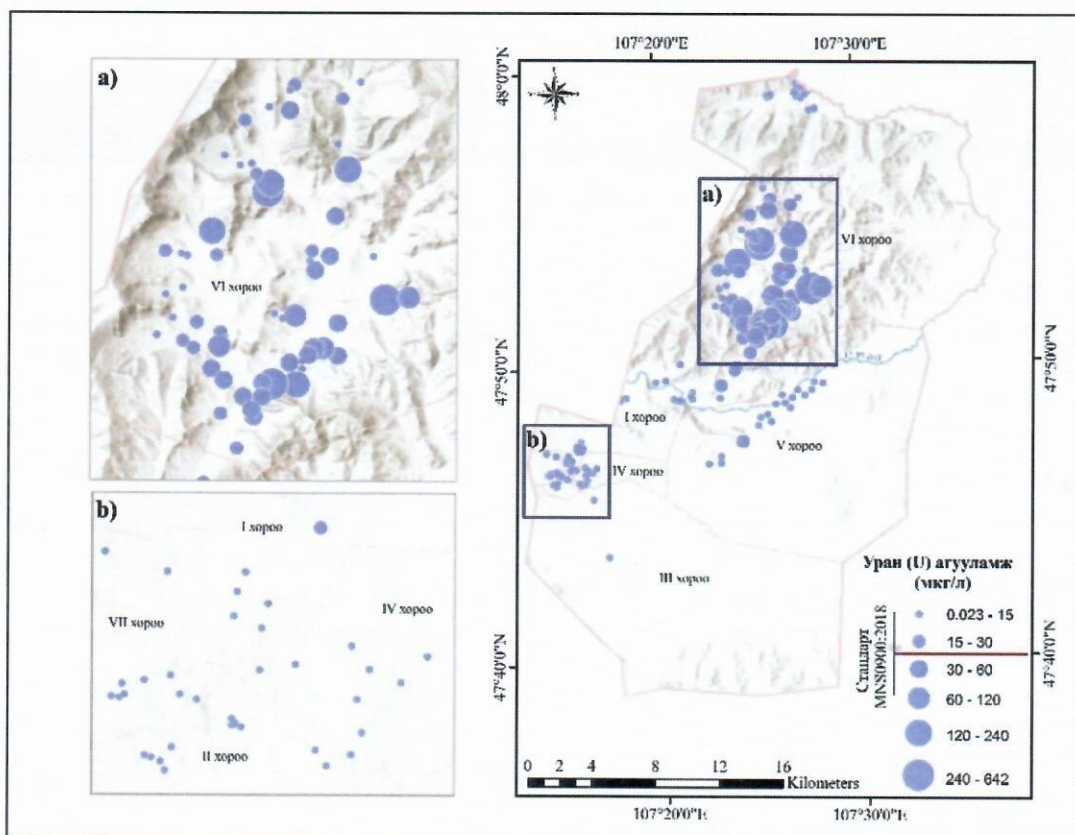 a)
VI хороо
b)
I хороо
IV хороо
VII хороо
II хороо
107°20'0"E
107°30'0"E
48°0'0"N
47°50'0"N
47°50'0"N
47°40'0"N
47°40'0"N
a)
VI хороо
I хороо
V хороо
b)
IV хороо
III хороо
Уран (U) агууламж
(мкг/л)
Стандарт
MNS0900:2018
0.023 - 15
15 - 30
30 - 60
60 - 120
120 - 240
240 - 642
0 2 4 8 12 16
Kilometers
107°20'0"E
107°30'0"E